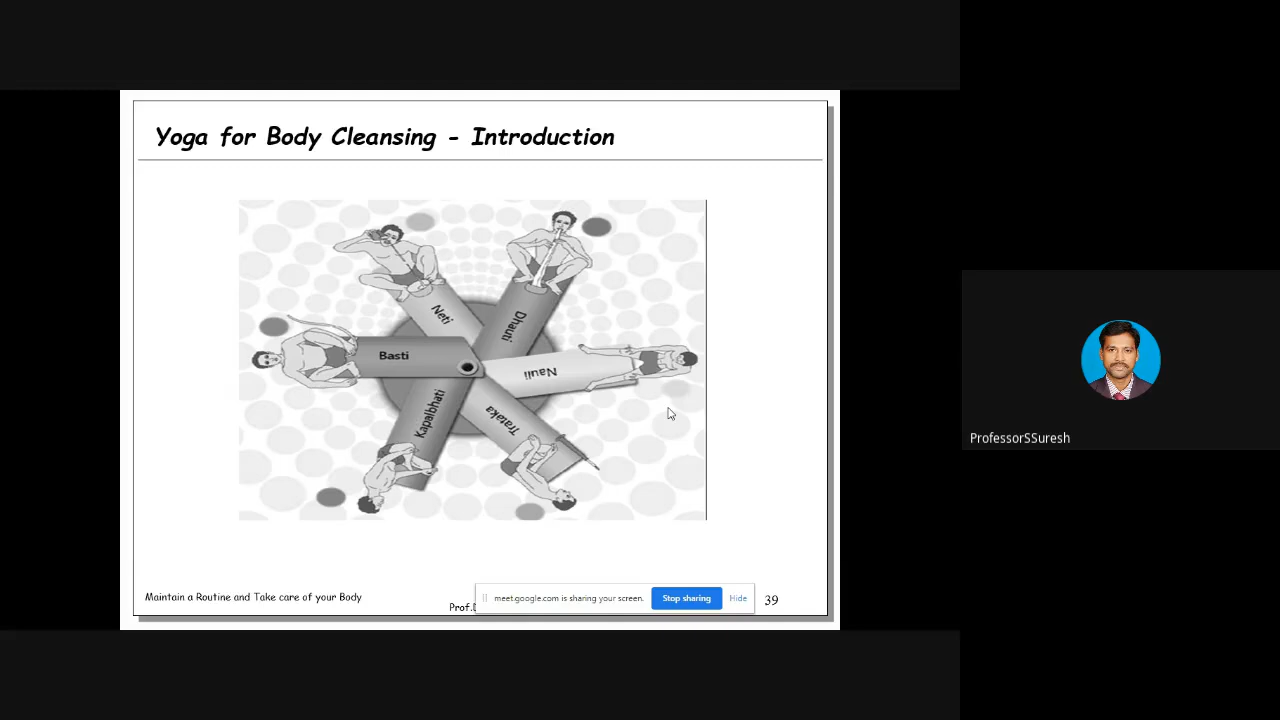 Yoga for Body Cleansing - Introduction
Neti
Dhauti
Basti
Nauli
Kapalbhati
Trataka
ProfessorSSuresh
Maintain a Routine and Take care of your Body
Prof.D
meet.google.com is sharing your screen.
Stop sharing
Hide
39